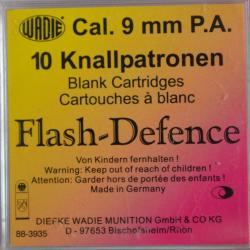 WADIE Cal. 9 mm P.A.
10 Knallpatronen
Blank Cartridges
Cartouches à blanc
Flash-Defence
Von Kindern fernhalten !
Warning: Keep out of reach of children !
Attention: Garder hors de portée des enfants !
Made in Germany
88-3935
DIEFKE WADIE MUNITION GmbH & CO KG
D - 97653 Bischofsheim/Rhön